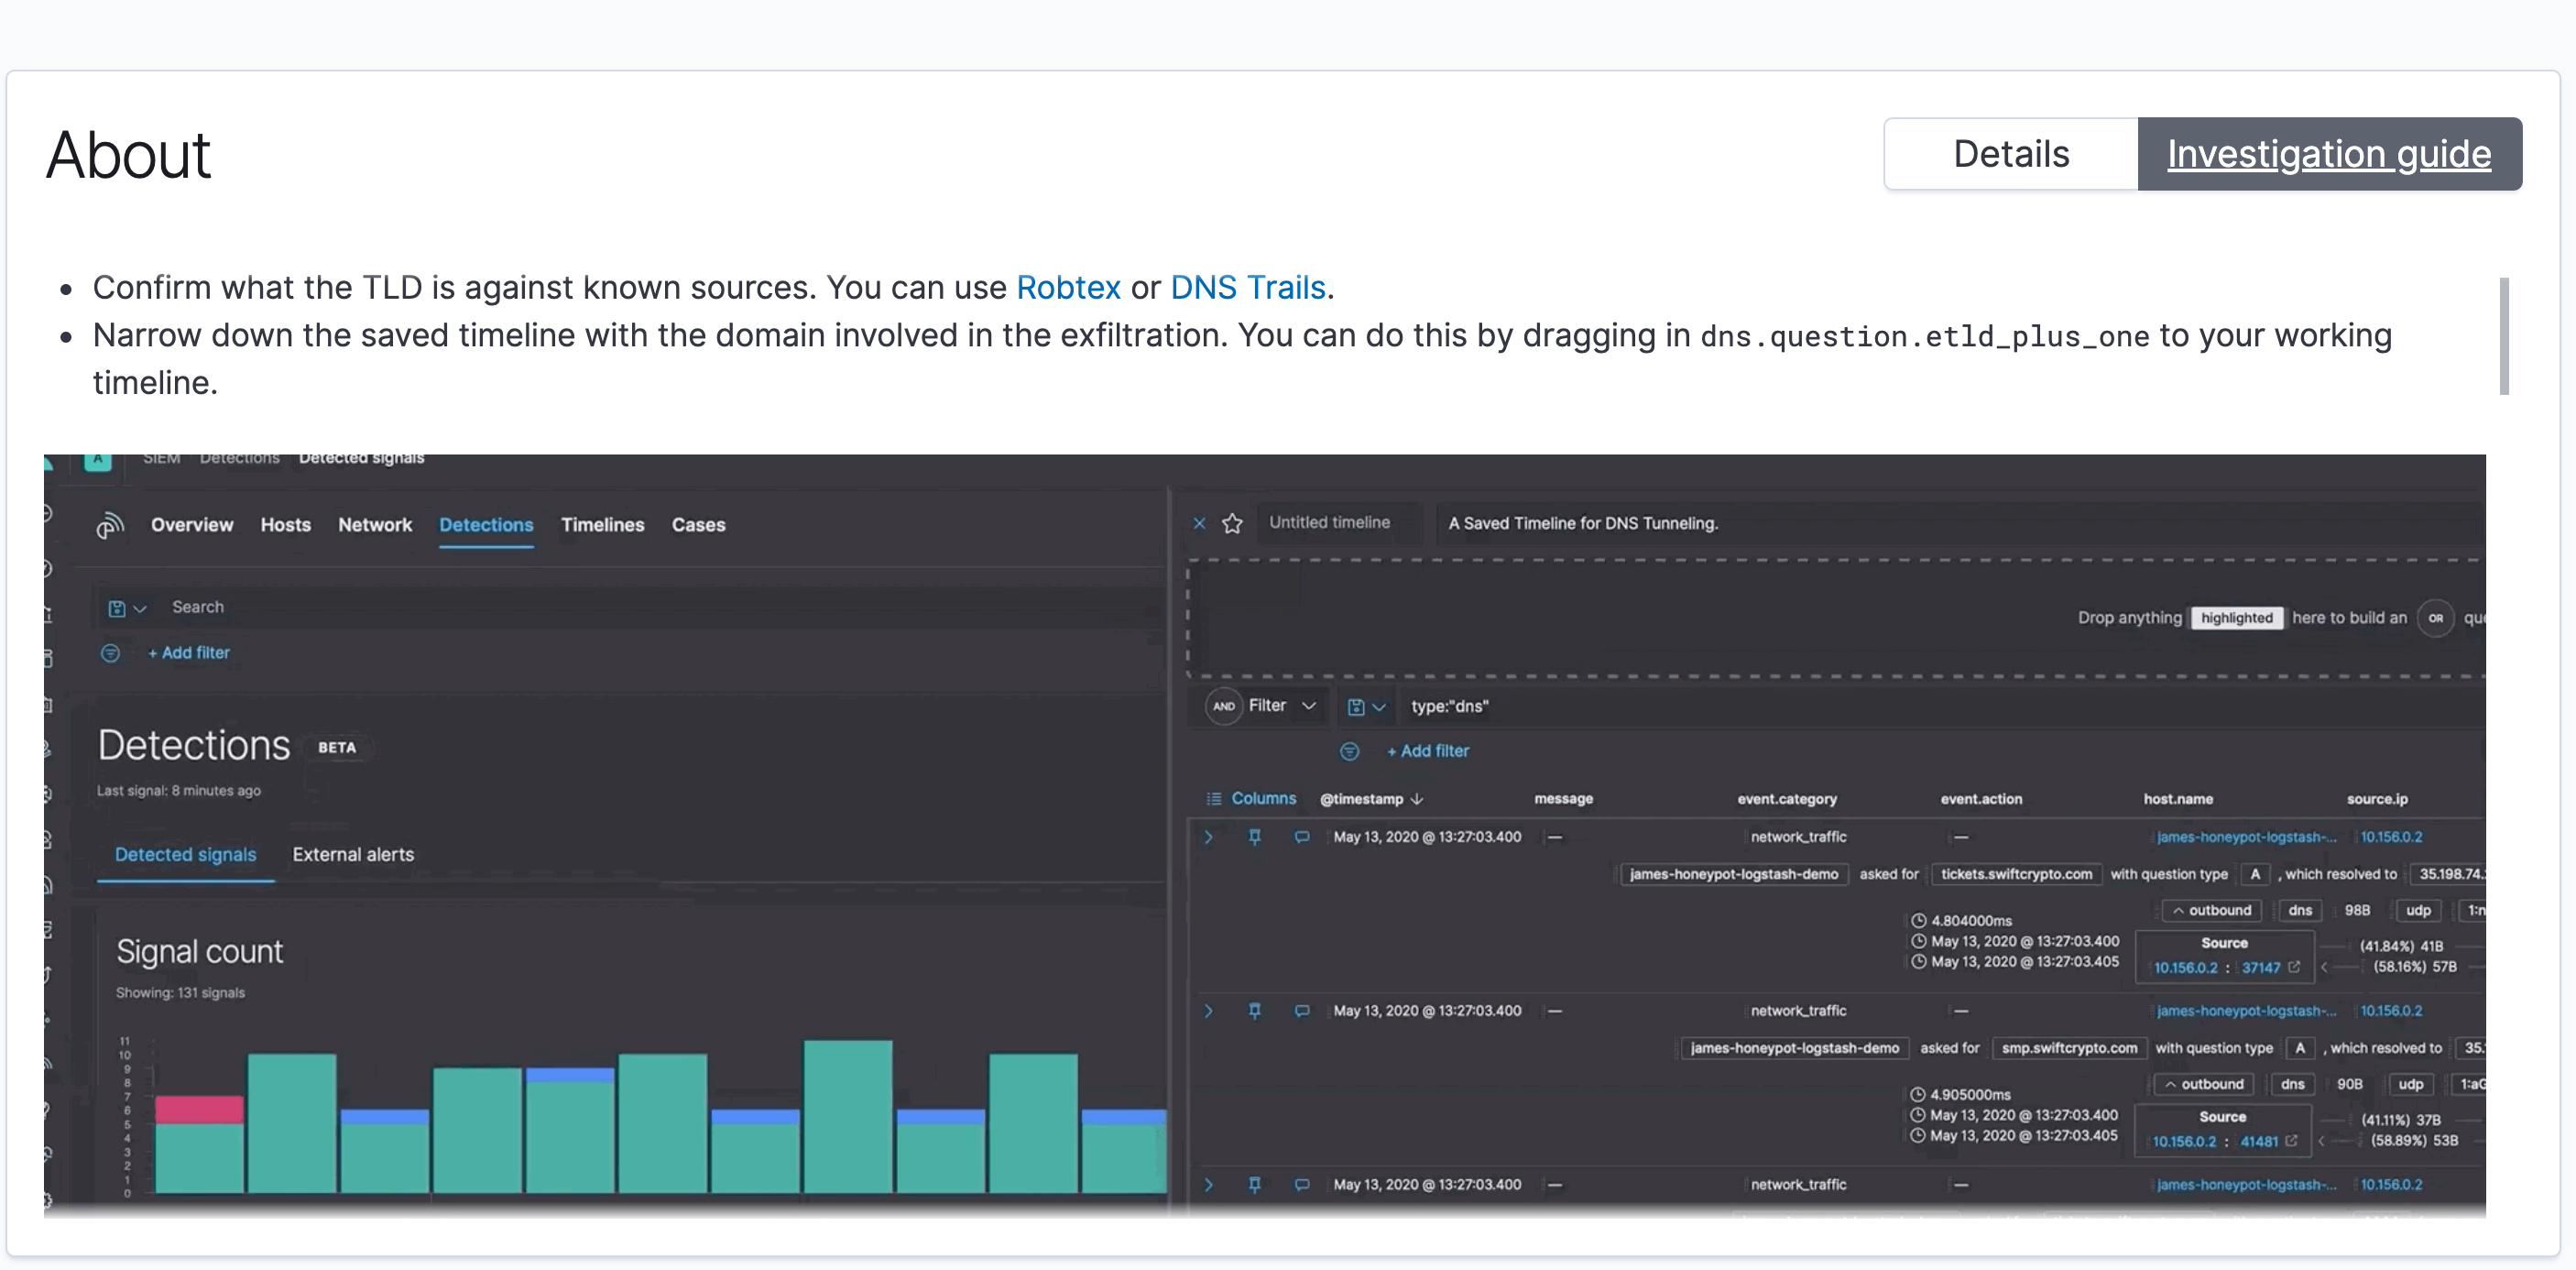 About
Details
Investigation guide
• Confirm what the TLD is against known sources. You can use Robtex or DNS Trails.
• Narrow down the saved timeline with the domain involved in the exfiltration. You can do this by dragging in dns.question.etld_plus_one to your working
timeline.
A SIEM Detections Detected signals
Overview Hosts Network Detections Timelines Cases
Search
+ Add filter
Detections BETA
Last signal: 8 minutes ago
Detected signals External alerts
Signal count
Showing: 131 signals
11
10
9
8
7
6
5
4
3
2
1
0
Untitled timeline A Saved Timeline for DNS Tunneling.
Drop anything highlighted here to build an OR que
AND Filter type:"dns"
+ Add filter
Columns @timestamp message event.category event.action host.name source.ip
May 13, 2020 @ 13:27:03.400 — network_traffic — james-honeypot-logstash-... 10.156.0.2
james-honeypot-logstash-demo asked for tickets.swiftcrypto.com with question type A , which resolved to 35.198.74.
outbound dns 98B udp 1:n
4.804000ms
May 13, 2020 @ 13:27:03.400
May 13, 2020 @ 13:27:03.405
Source
10.156.0.2 : 37147
(41.84%) 41B
(58.16%) 57B
May 13, 2020 @ 13:27:03.400 — network_traffic — james-honeypot-logstash-... 10.156.0.2
james-honeypot-logstash-demo asked for smp.swiftcrypto.com with question type A , which resolved to 35.
outbound dns 90B udp 1:aG
4.905000ms
May 13, 2020 @ 13:27:03.400
May 13, 2020 @ 13:27:03.405
Source
10.156.0.2 : 41481
(41.11%) 37B
(58.89%) 53B
May 13, 2020 @ 13:27:03.400 — network_traffic — james-honeypot-logstash-... 10.156.0.2